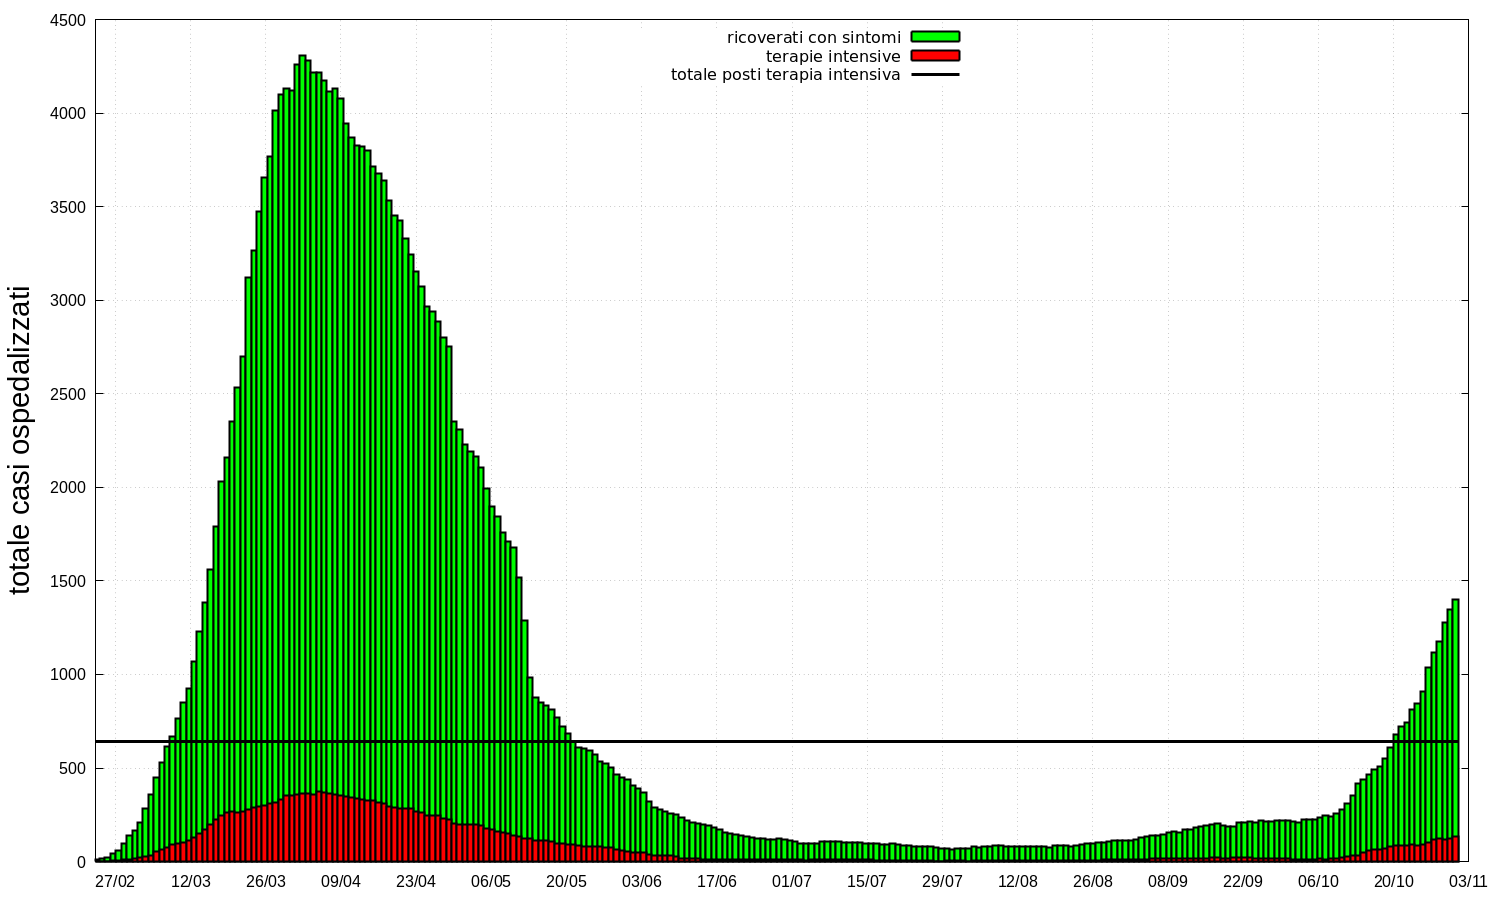 ricoverati con sintomi
terapie intensive
totale posti terapia intensiva
totale casi ospedalizzati
4500
4000
3500
3000
2500
2000
1500
1000
500
0
27/02 12/03 26/03 09/04 23/04 06/05 20/05 03/06 17/06 01/07 15/07 29/07 12/08 26/08 08/09 22/09 06/10 20/10 03/11